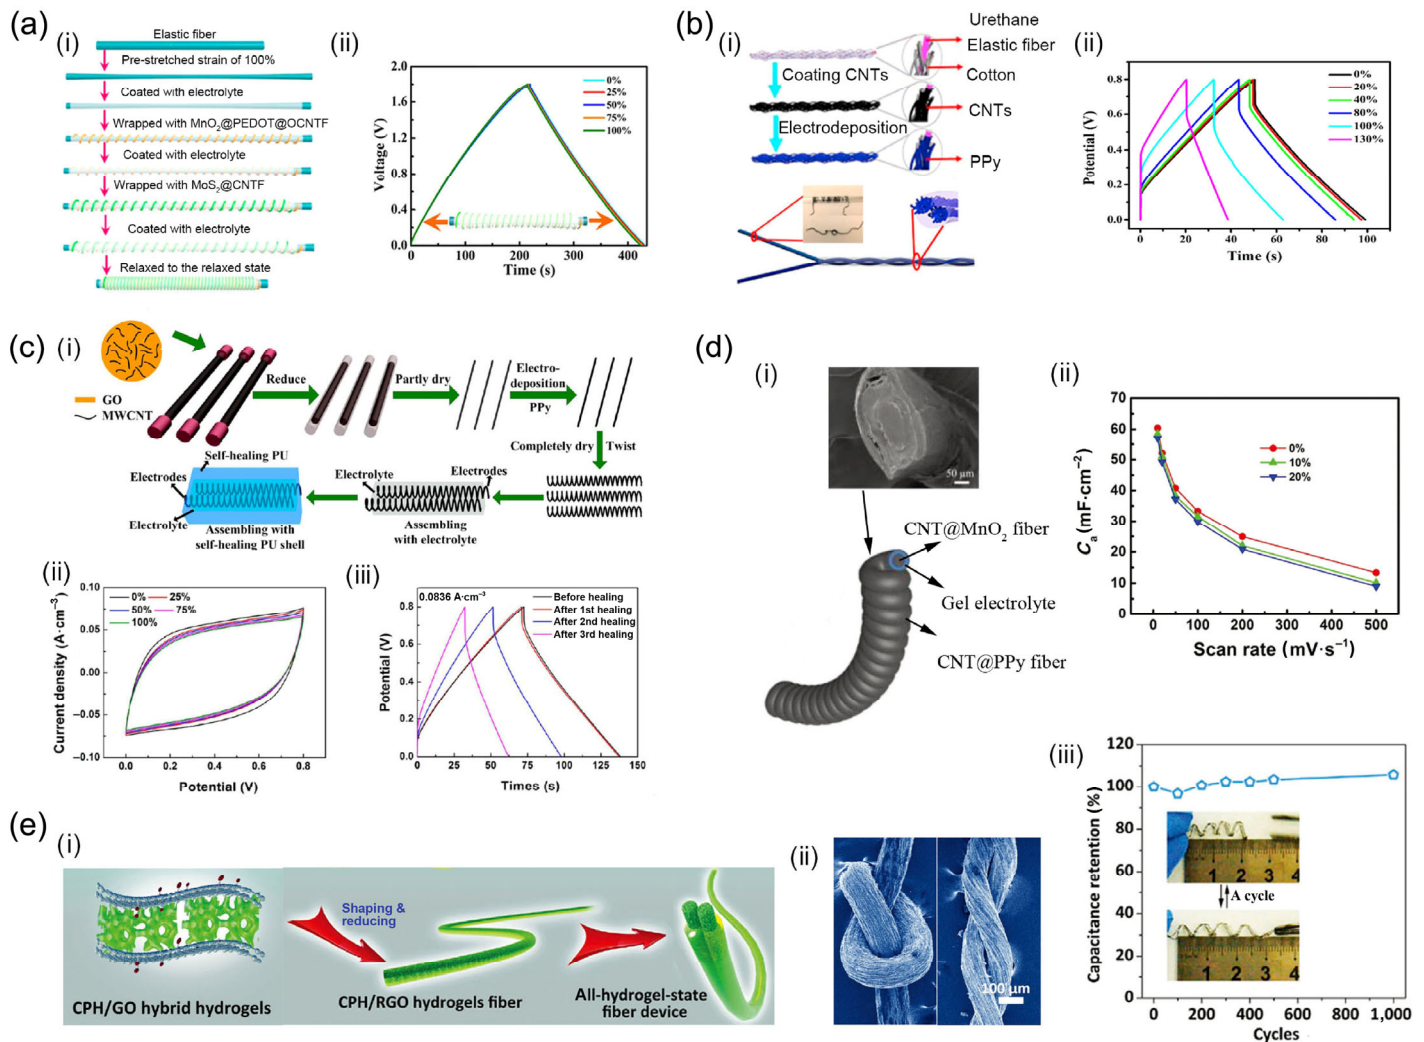 (a)
(i)
Elastic fiber
Pre-stretched strain of 100%
Coated with electrolyte
Wrapped with MnO₂@PEDOT@OCNTF
Coated with electrolyte
Wrapped with MoS₂@CNTF
Coated with electrolyte
Relaxed to the relaxed state
(ii)
Voltage (V)
2.0
1.6
1.2
0.8
0.4
0.0
0%
25%
50%
75%
100%
0 100 200 300 400
Time (s)
(b)
(i)
Urethane
Elastic fiber
Coating CNTs
Cotton
CNTs
Electrodeposition
PPy
(ii)
Potential (V)
0.8
0.6
0.4
0.2
0.0
0%
20%
40%
80%
100%
130%
0 20 40 60 80 100 120
Time (s)
(c)
(i)
GO
MWCNT
Reduce
Partly dry
Electro-
deposition
PPy
Completely dry Twist
Self-healing PU
Electrodes
Electrolyte
Assembling with
self-healing PU shell
Electrolyte
Electrodes
Assembling
with electrolyte
(ii)
Current density (A·cm⁻³)
0.10
0.05
0.00
−0.05
−0.10
0% 25%
50% 75%
100%
0.0 0.2 0.4 0.6 0.8
Potential (V)
(iii)
Potential (V)
0.8
0.6
0.4
0.2
0.0
0.0836 A·cm⁻³
Before healing
After 1st healing
After 2nd healing
After 3rd healing
0 25 50 75 100 125 150
Times (s)
(d)
(i)
50 µm
CNT@MnO₂ fiber
Gel electrolyte
CNT@PPy fiber
(ii)
Cₐ (mF·cm⁻²)
70
60
50
40
30
20
10
0
0%
10%
20%
0 100 200 300 400 500
Scan rate (mV·s⁻¹)
(iii)
Capacitance retention (%)
120
100
80
60
40
20
0
1 2 3 4
A cycle
1 2 3 4
0 200 400 600 800 1,000
Cycles
(e)
(i)
CPH/GO hybrid hydrogels
Shaping &
reducing
CPH/RGO hydrogels fiber
All-hydrogel-state
fiber device
(ii)
100 µm